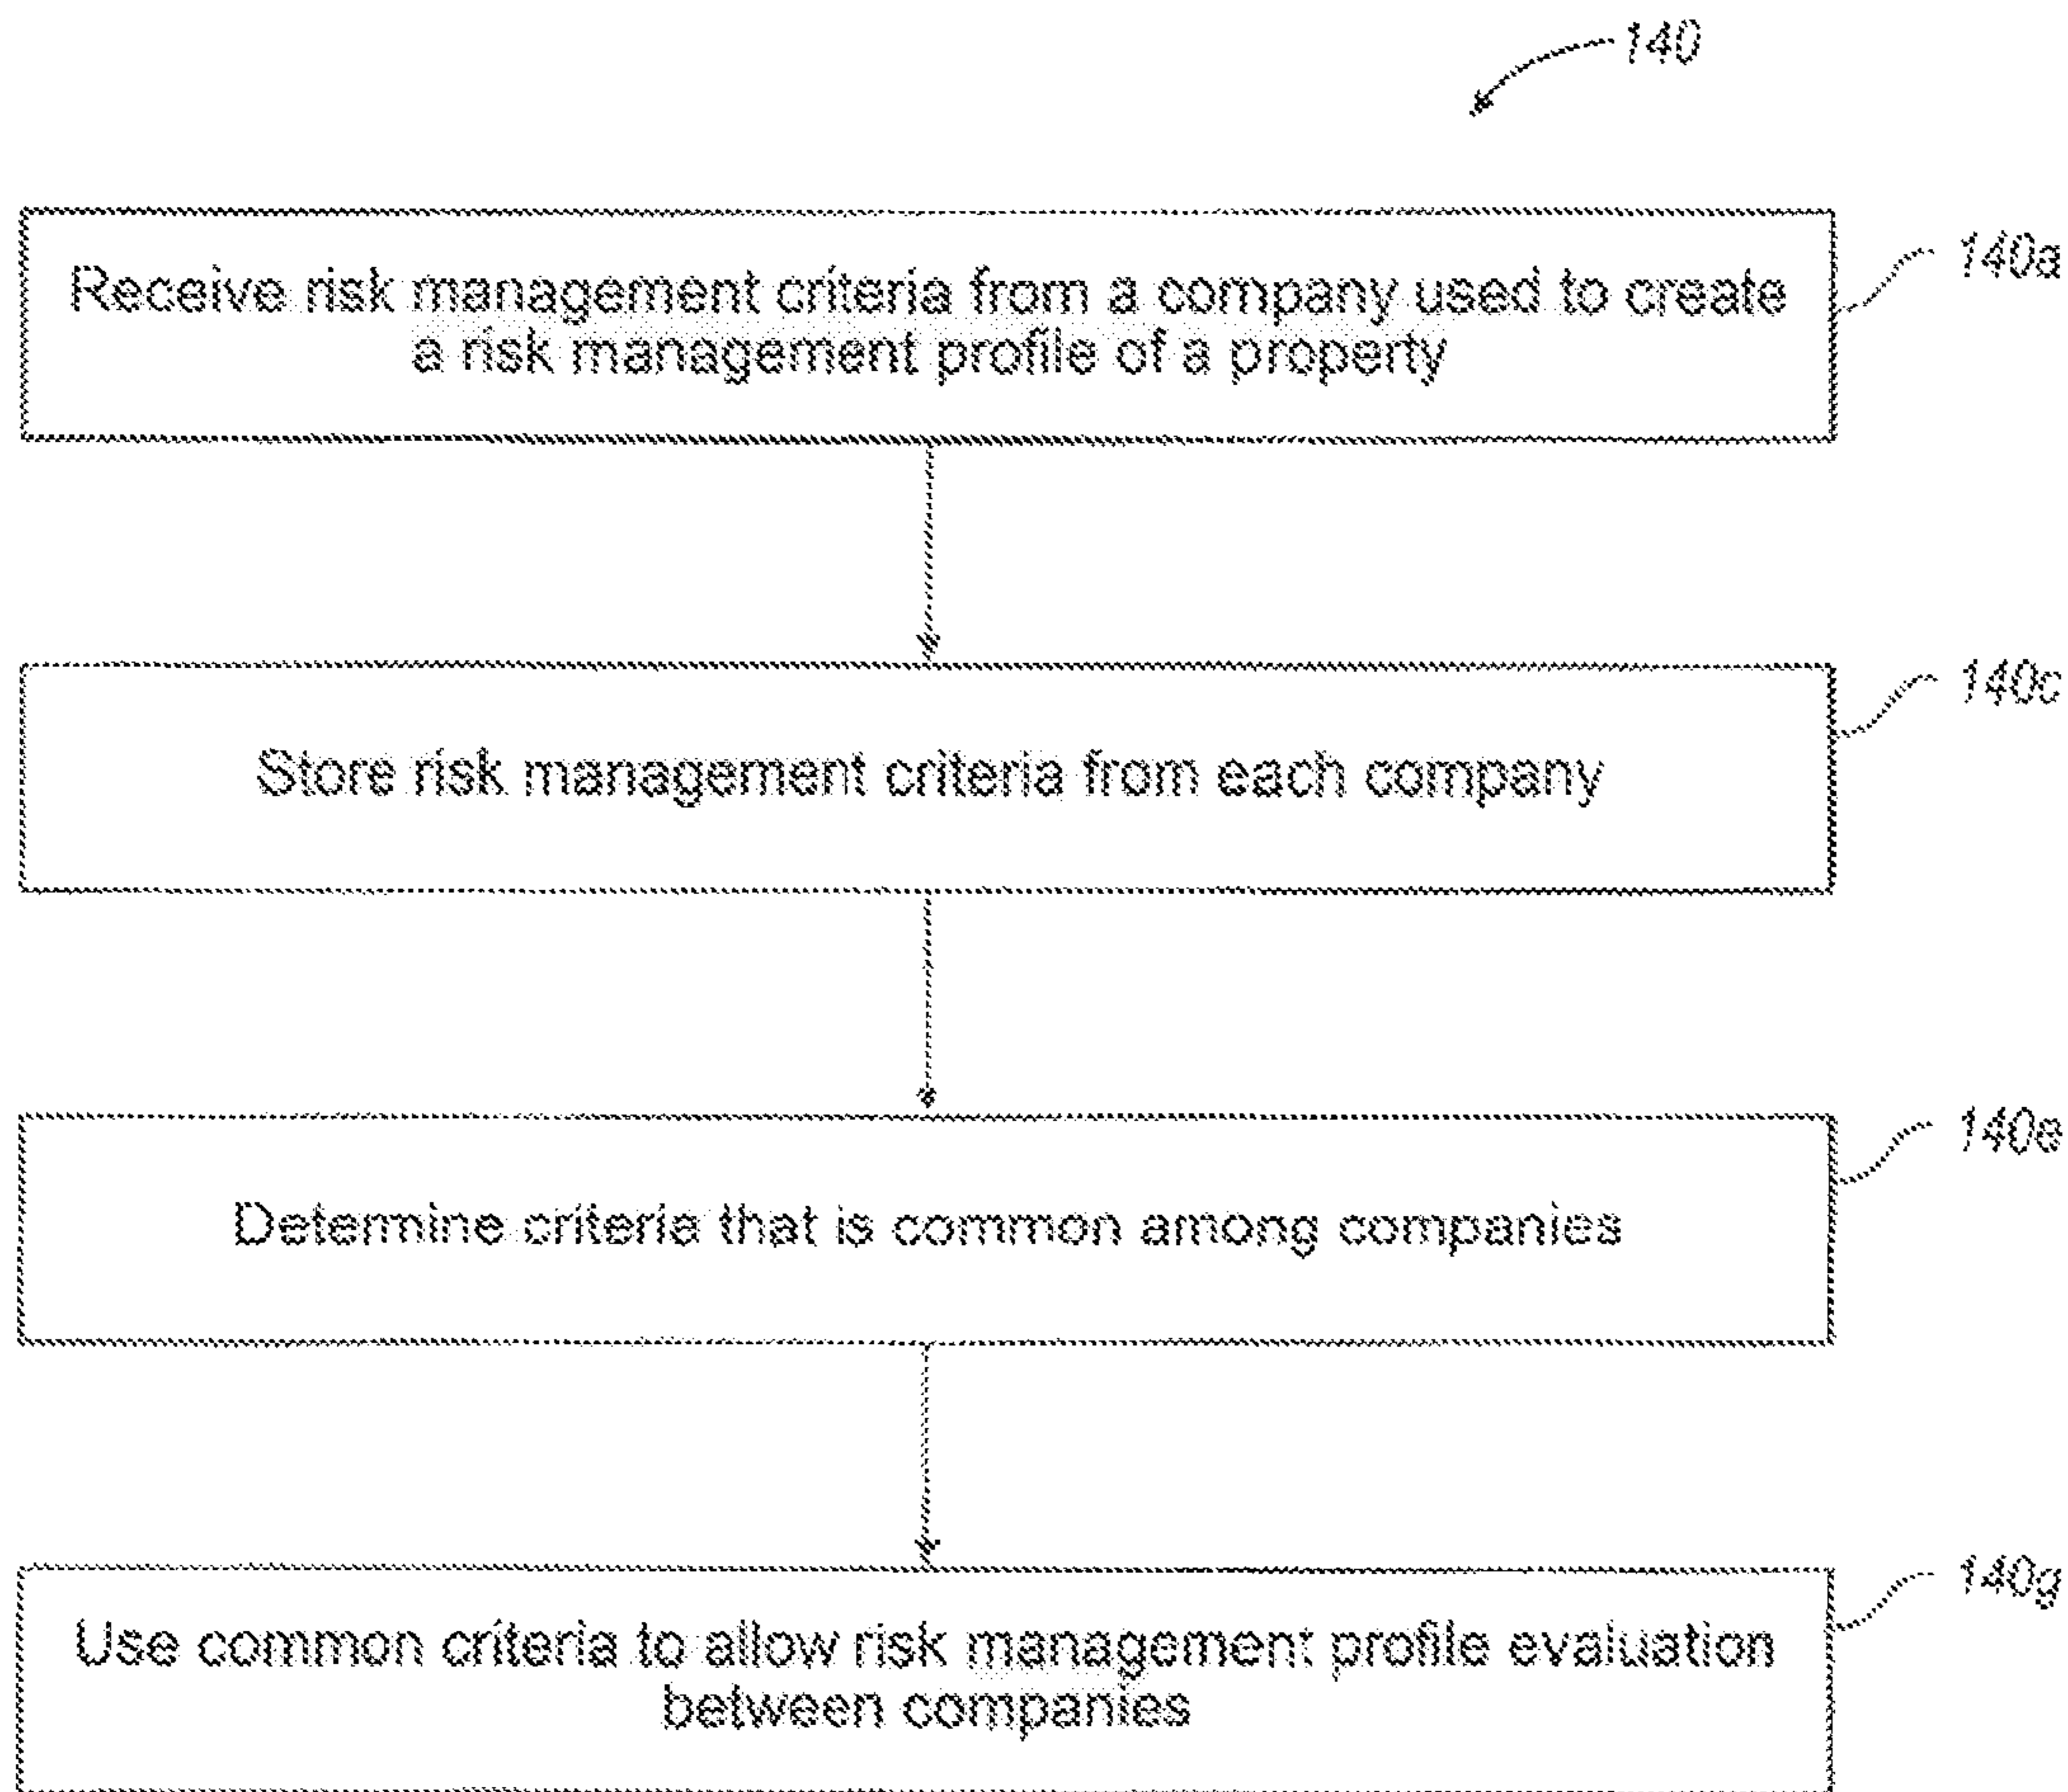 140
Receive risk management criteria from a company used to create
a risk management profile of a property
140a
Store risk management criteria from each company
140c
Determine criteria that is common among companies
140e
Use common criteria to allow risk management profile evaluation
between companies
140g